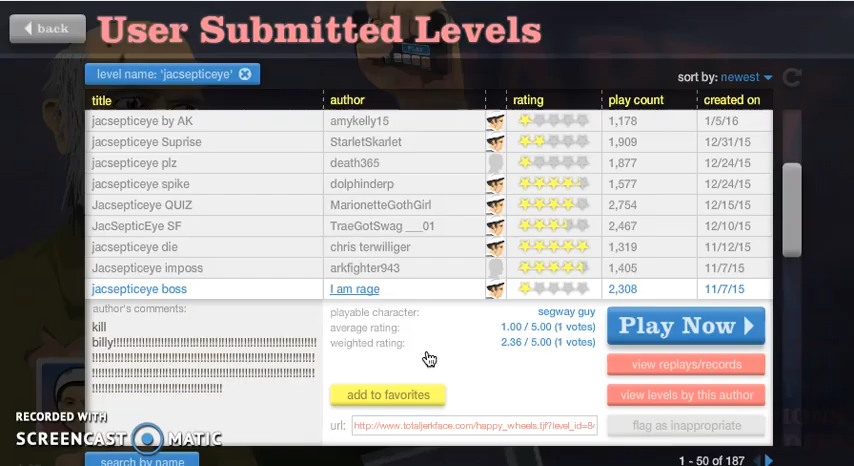 back
User Submitted Levels
level name: 'jacsepticeye'
sort by: newest
title author rating play count created on
jacsepticeye by AK amykelly15 1,178 1/5/16
jacsepticeye Suprise StarletSkarlet 1,909 12/31/15
jacsepticeye plz death365 1,877 12/24/15
jacsepticeye spike dolphinderp 1,577 12/24/15
Jacsepticeye QUIZ MarionetteGothGirl 2,754 12/15/15
JacSepticEye SF TraeGotSwag ___01 2,467 12/10/15
jacsepticeye die chris terwilliger 1,319 11/12/15
Jacsepticeye imposs arkfighter943 1,405 11/7/15
jacsepticeye boss I am rage 2,308 11/7/15
author's comments:
kill
billy!!!!!!!!!!!!!!!!!!!!!!!!!!!!!!!!!!!!!!!!!!!!!!!!!!!!!
!!!!!!!!!!!!!!!!!!!!!!!!!!!!!!!!!!!!!!!!!!!!!!!!!!!!!!!!!!!
!!!!!!!!!!!!!!!!!!!!!!!!!!!!!!!!!!!!!!!!!!!!!!!!!!!!!!!!!!!
!!!!!!!!!!!!!!!!!!!!!!!!!!!!!!!!!!!
playable character: segway guy
average rating: 1.00 / 5.00 (1 votes)
weighted rating: 2.36 / 5.00 (1 votes)
add to favorites
url: http://www.totaljerkface.com/happy_wheels.tjf?level_id=8
Play Now
view replays/records
view levels by this author
flag as inappropriate
RECORDED WITH
SCREENCAST MATIC
search by name
1 - 50 of 187